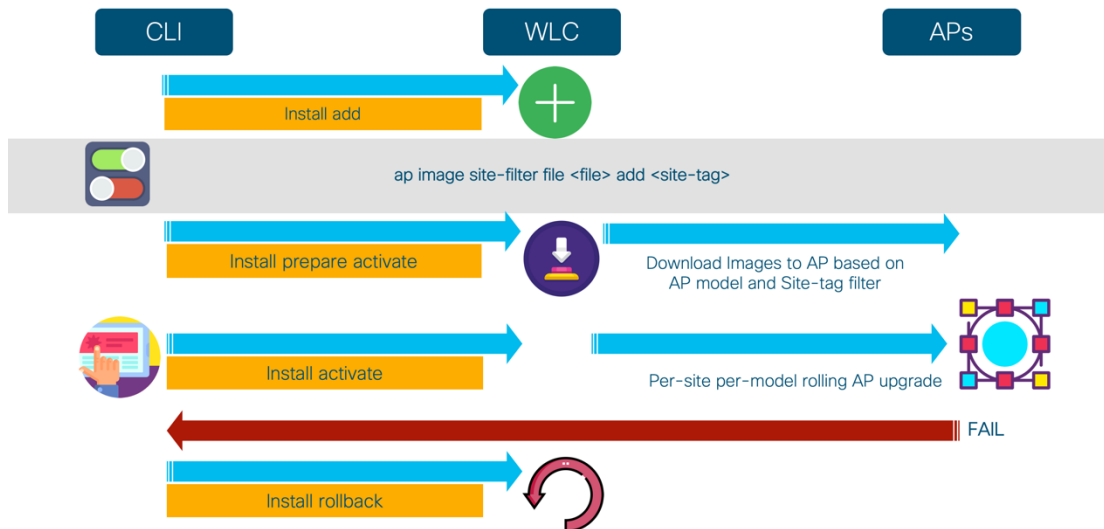 CLI
WLC
APs
Install add
ap image site-filter file <file> add <site-tag>
Install prepare activate
Download Images to AP based on
AP model and Site-tag filter
Install activate
Per-site per-model rolling AP upgrade
FAIL
Install rollback